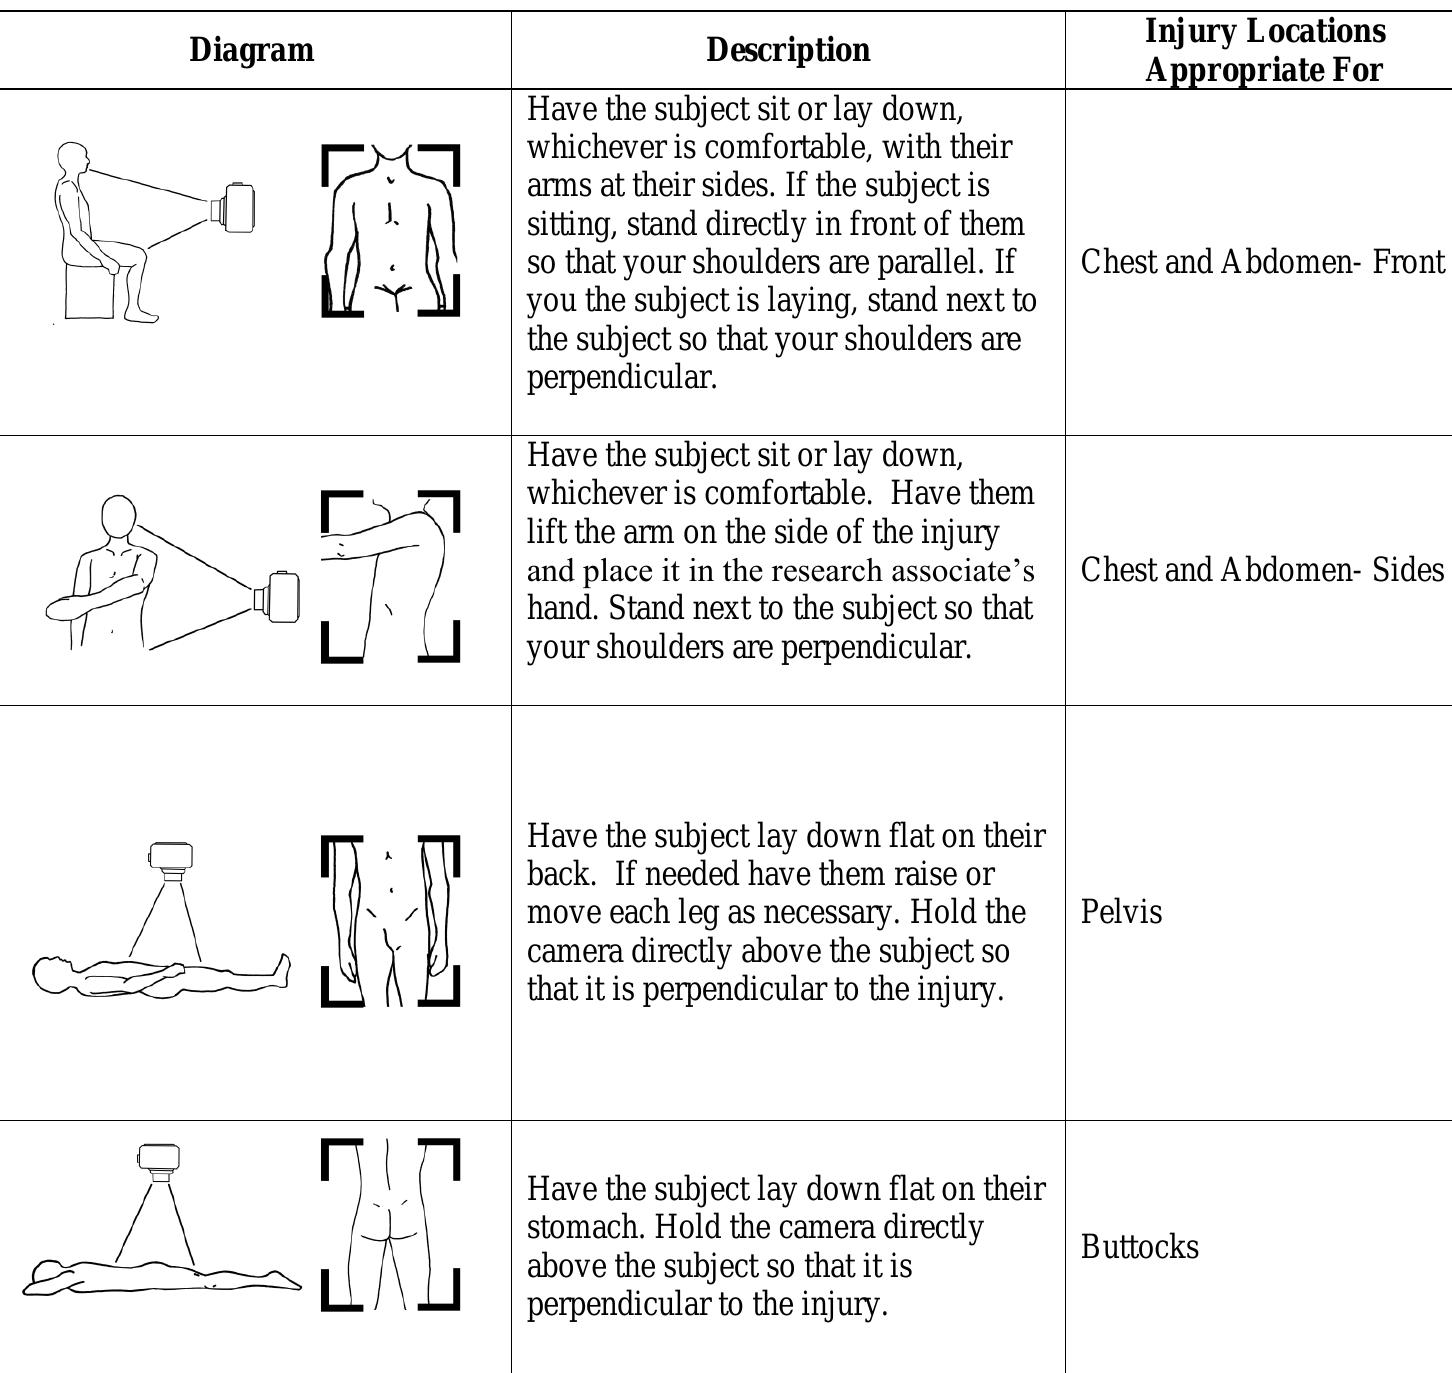 Diagram
Description
Injury Locations
Appropriate For
Have the subject sit or lay down,
whichever is comfortable, with their
arms at their sides. If the subject is
sitting, stand directly in front of them
so that your shoulders are parallel. If
you the subject is laying, stand next to
the subject so that your shoulders are
perpendicular.
Chest and Abdomen- Front
Have the subject sit or lay down,
whichever is comfortable.  Have them
lift the arm on the side of the injury
and place it in the research associate’s
hand. Stand next to the subject so that
your shoulders are perpendicular.
Chest and Abdomen- Sides
Have the subject lay down flat on their
back.  If needed have them raise or
move each leg as necessary. Hold the
camera directly above the subject so
that it is perpendicular to the injury.
Pelvis
Have the subject lay down flat on their
stomach. Hold the camera directly
above the subject so that it is
perpendicular to the injury.
Buttocks